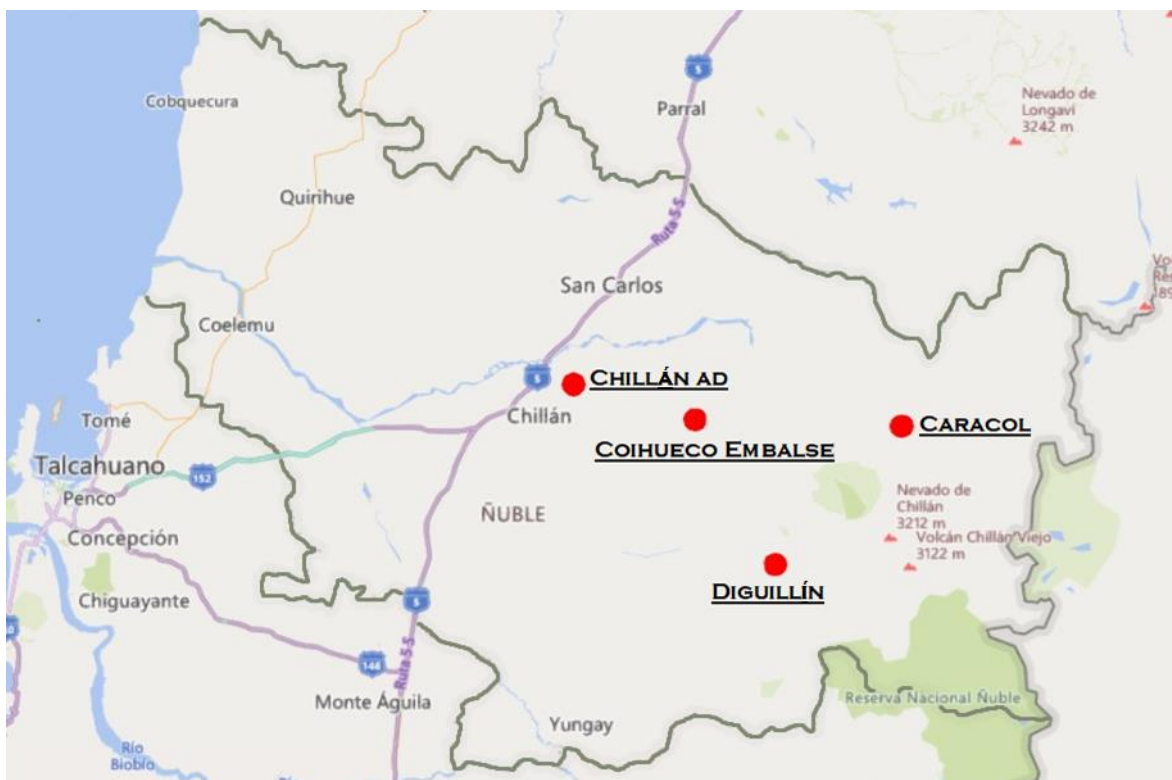 5
Cobquecura
Parral
Nevado de
Longaví
3242 m
Quirihue
Ruta 5 S
San Carlos
Coelemu
5
CHILLÁN AD
Chillán
Tomé
COIHUECO EMBALSE
CARACOL
Talcahuano
152
Penco
Nevado de
Chillán
3212 m
ÑUBLE
Concepción
Volcán Chillán Viejo
3122 m
DIGUILLÍN
Chiguayante
5
Ruta 5 S
148
Monte Águila
Reserva Nacional Ñuble
Yungay
Río
Biobío